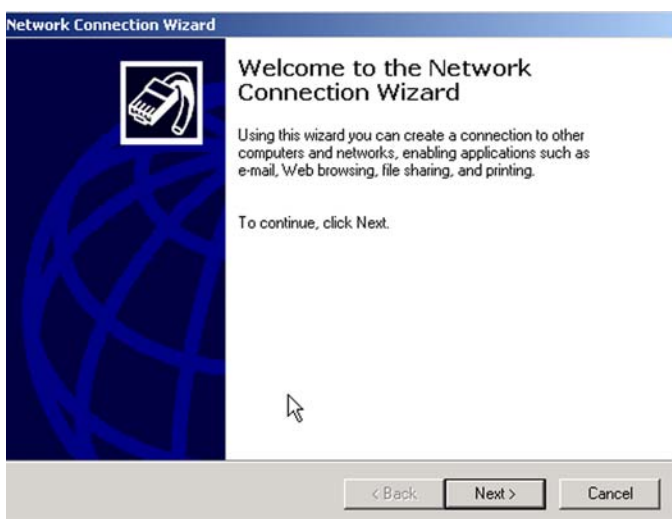 Network Connection Wizard
Welcome to the Network
Connection Wizard
Using this wizard you can create a connection to other
computers and networks, enabling applications such as
e-mail, Web browsing, file sharing, and printing.
To continue, click Next.
< Back
Next >
Cancel